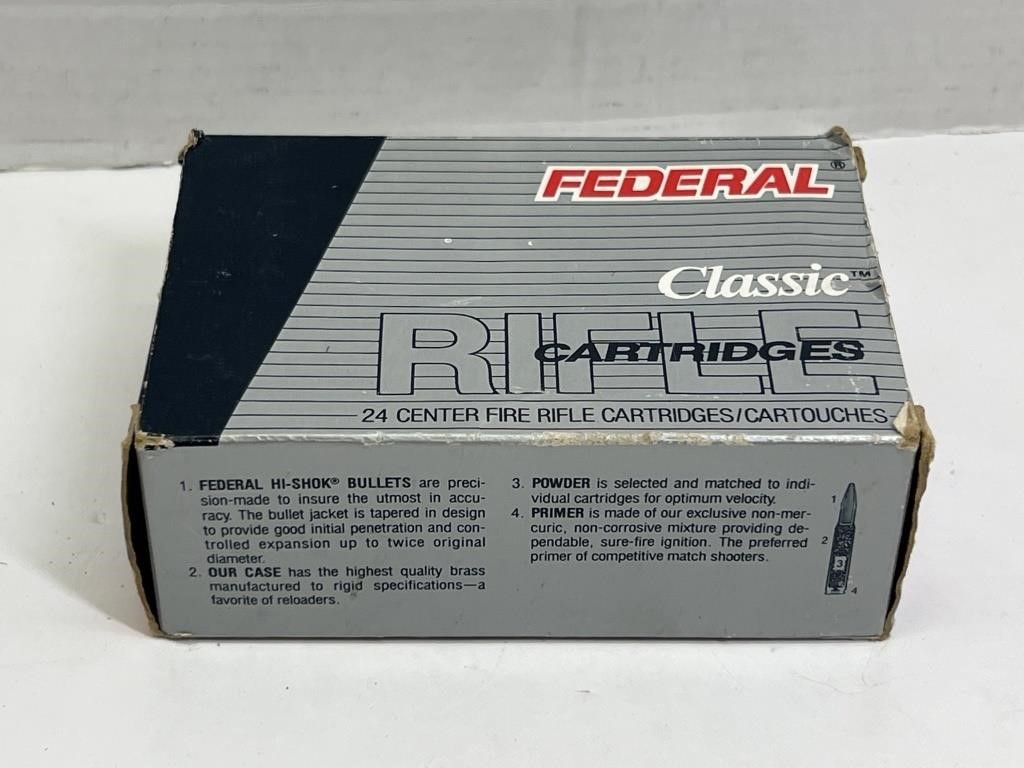 FEDERAL®
Classic™
RIFLE
CARTRIDGES
24 CENTER FIRE RIFLE CARTRIDGES/CARTOUCHES
1. FEDERAL HI-SHOK® BULLETS are preci-
sion-made to insure the utmost in accu-
racy. The bullet jacket is tapered in design
to provide good initial penetration and con-
trolled expansion up to twice original
diameter.
2. OUR CASE has the highest quality brass
manufactured to rigid specifications—a
favorite of reloaders.
3. POWDER is selected and matched to indi-
vidual cartridges for optimum velocity.
4. PRIMER is made of our exclusive non-mer-
curic, non-corrosive mixture providing de-
pendable, sure-fire ignition. The preferred
primer of competitive match shooters.
1
2
3
4